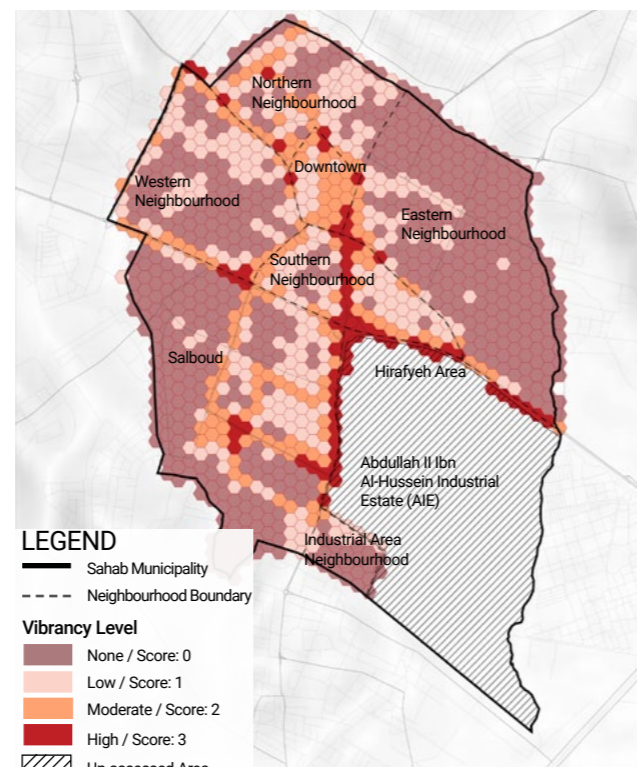 Northern
Neighbourhood
Downtown
Western
Neighbourhood
Eastern
Neighbourhood
Southern
Neighbourhood
Salboud
Hirafyeh Area
Abdullah II Ibn
Al-Hussein Industrial
Estate (AIE)
Industrial Area
Neighbourhood
LEGEND
Sahab Municipality
Neighbourhood Boundary
Vibrancy Level
None / Score: 0
Low / Score: 1
Moderate / Score: 2
High / Score: 3